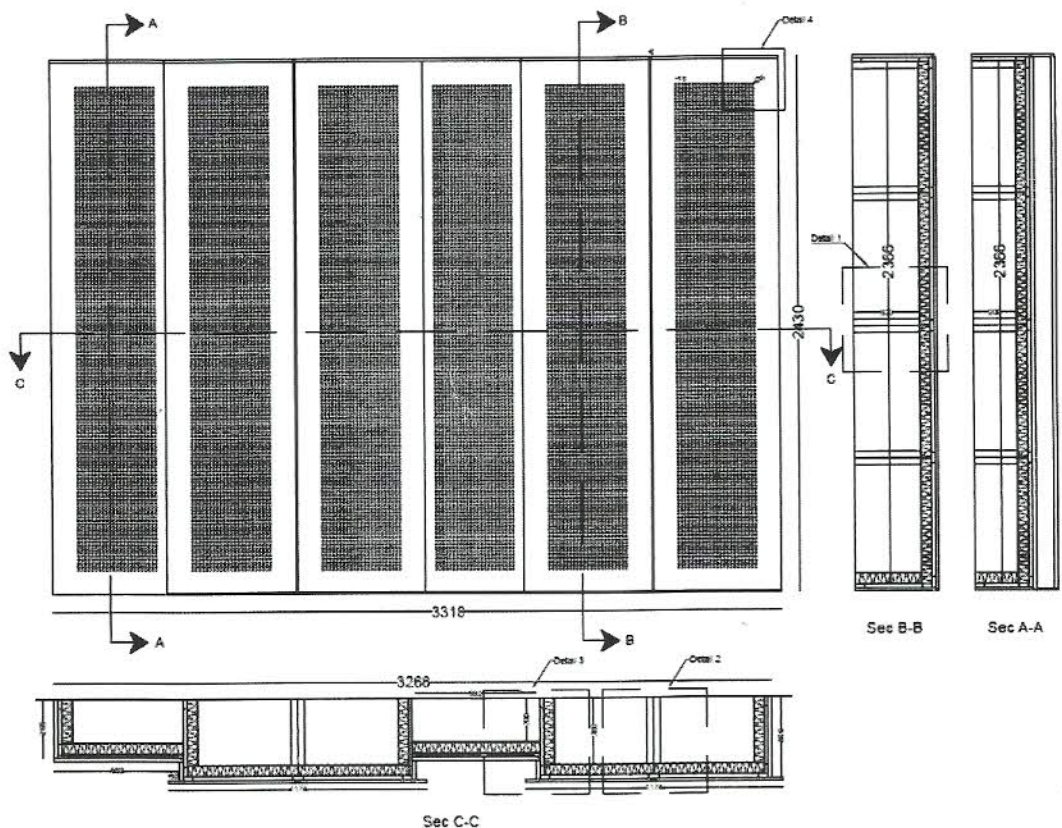 A
B
Detail 4
Detail 1
2366
2366
2430
C
C
3318
A
B
Sec B-B
Sec A-A
Detail 3
Detail 2
3268
Sec C-C